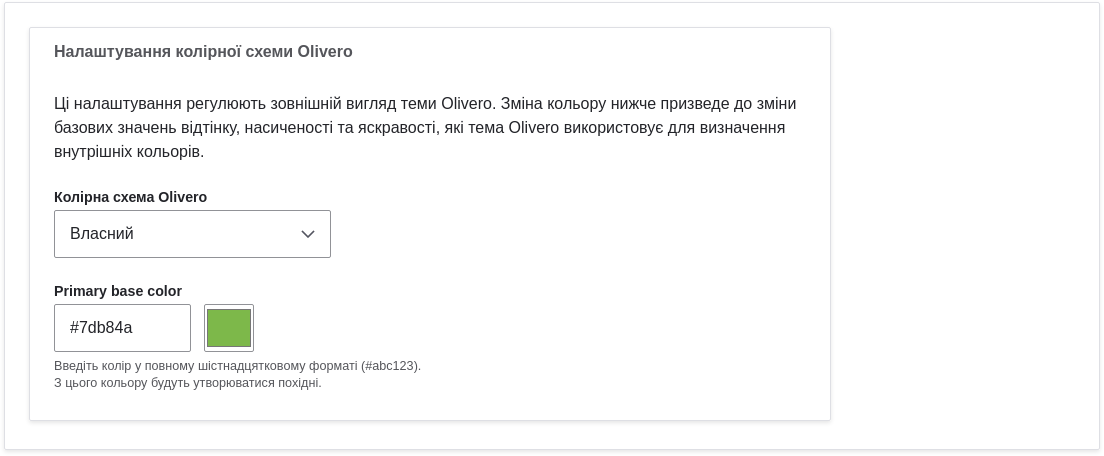 Налаштування колірної схеми Olivero
Ці налаштування регулюють зовнішній вигляд теми Olivero. Зміна кольору нижче призведе до зміни
базових значень відтінку, насиченості та яскравості, які тема Olivero використовує для визначення
внутрішніх кольорів.
Колірна схема Olivero
Власний
Primary base color
#7db84a
Введіть колір у повному шістнадцятковому форматі (#abc123).
З цього кольору будуть утворюватися похідні.